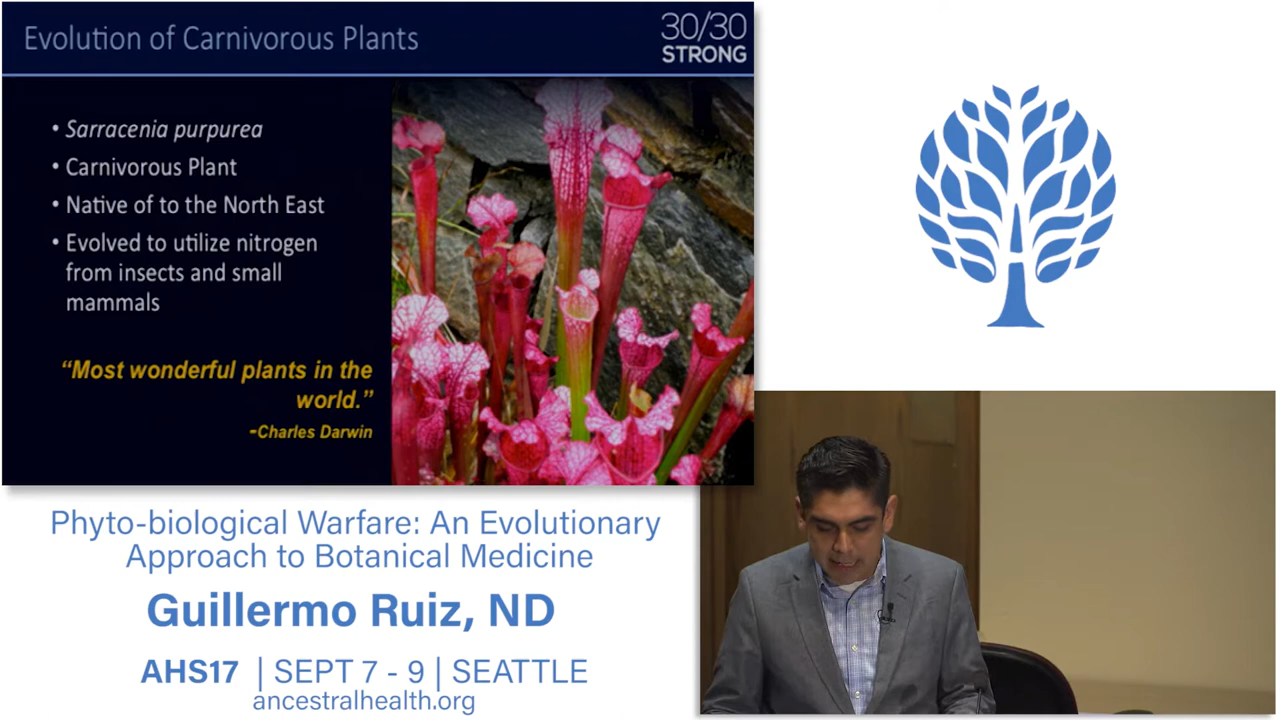 Evolution of Carnivorous Plants
30/30
STRONG
• Sarracenia purpurea
• Carnivorous Plant
• Native of to the North East
• Evolved to utilize nitrogen
from insects and small
mammals
“Most wonderful plants in the
world.”
-Charles Darwin
Phyto-biological Warfare: An Evolutionary
Approach to Botanical Medicine
Guillermo Ruiz, ND
AHS17 | SEPT 7 - 9 | SEATTLE
ancestralhealth.org